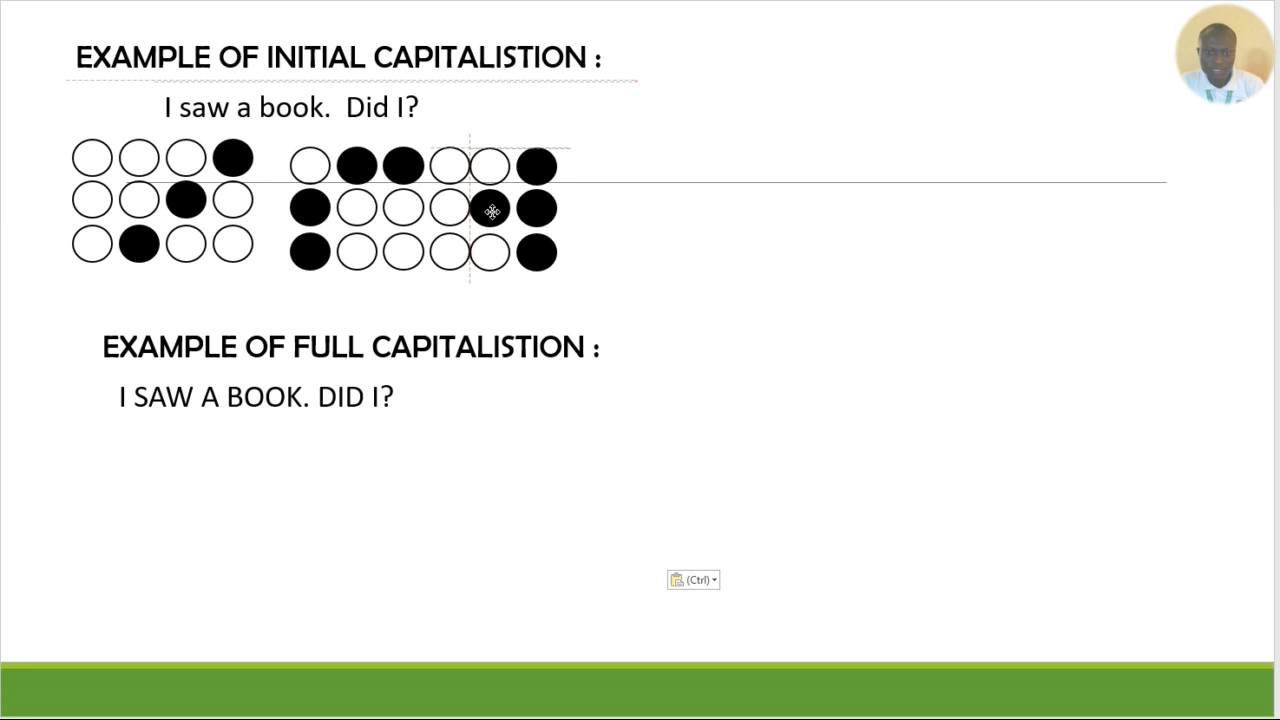 EXAMPLE OF INITIAL CAPITALISTION :
I saw a book.  Did I?
EXAMPLE OF FULL CAPITALISTION :
I SAW A BOOK. DID I?
(Ctrl)